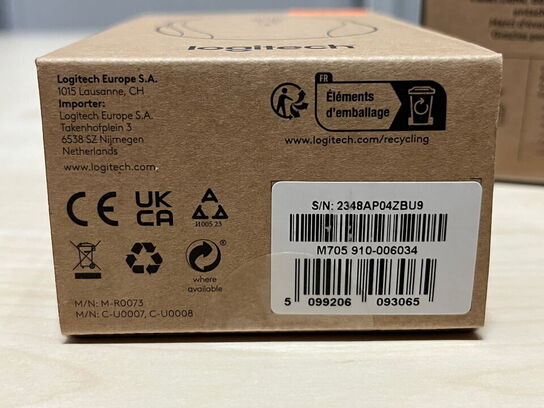 logitech
Logitech Europe S.A.
1015 Lausanne, CH
Importer:
Logitech Europe S.A.
Takenhofplein 3
6538 SZ Nijmegen
Netherlands
www.logitech.com
FR
Éléments
d'emballage
www.logitech.com/recycling
CE
UK
CA
И005 23
where
available
M/N: M-R0073
M/N: C-U0007, C-U0008
S/N: 2348AP04ZBU9
M705 910-006034
5 099206 093065